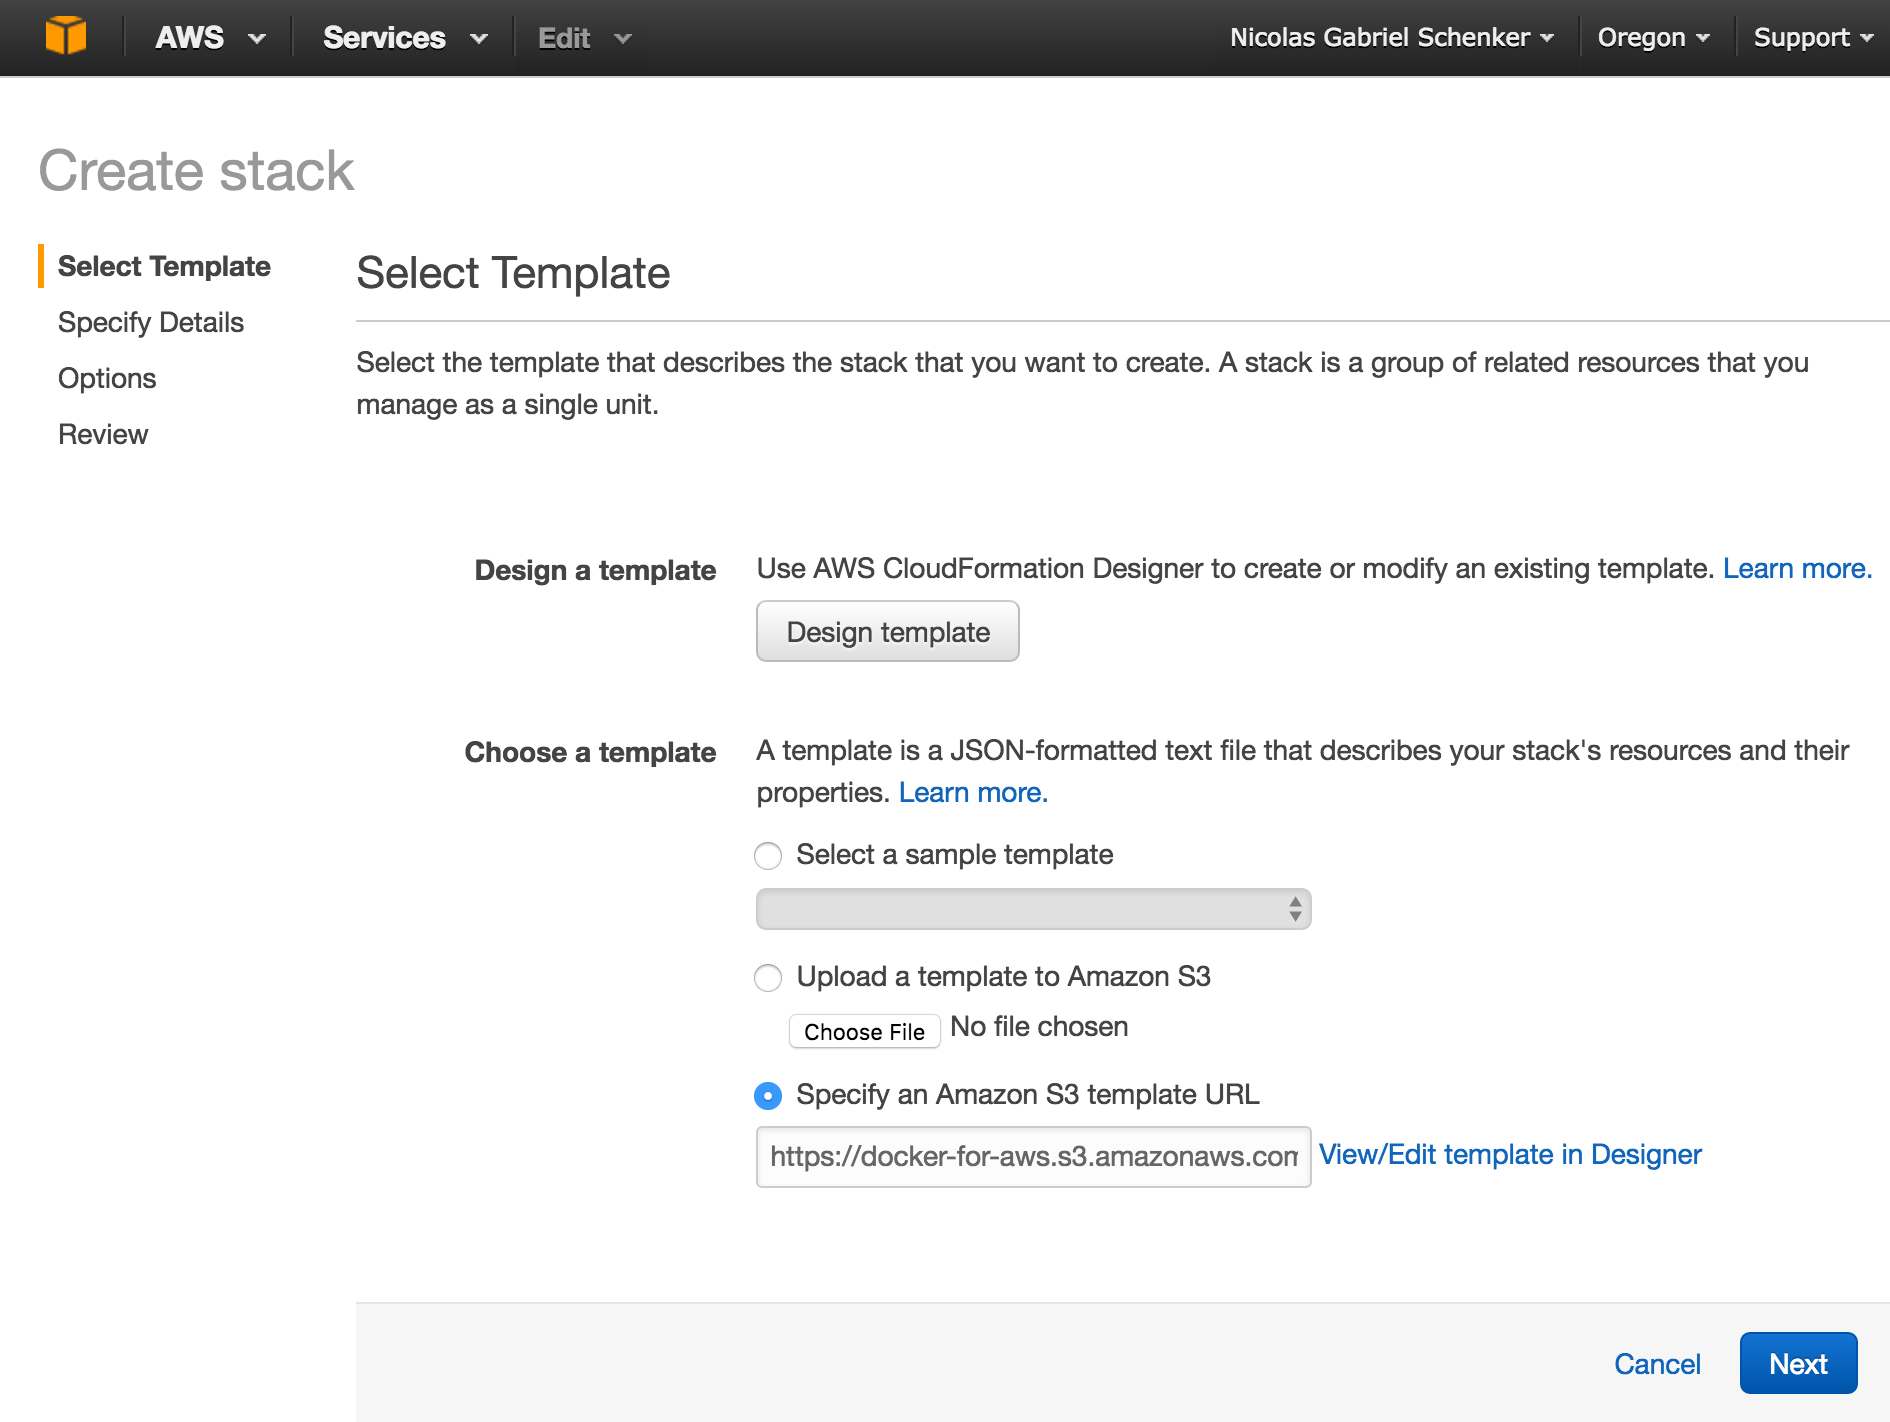 AWS Services Edit Nicolas Gabriel Schenker Oregon Support
Create stack
Select Template
Specify Details
Options
Review
Select Template
Select the template that describes the stack that you want to create. A stack is a group of related resources that you
manage as a single unit.
Design a template
Use AWS CloudFormation Designer to create or modify an existing template. Learn more.
Design template
Choose a template
A template is a JSON-formatted text file that describes your stack's resources and their
properties. Learn more.
Select a sample template
Upload a template to Amazon S3
Choose File No file chosen
Specify an Amazon S3 template URL
https://docker-for-aws.s3.amazonaws.com View/Edit template in Designer
Cancel Next